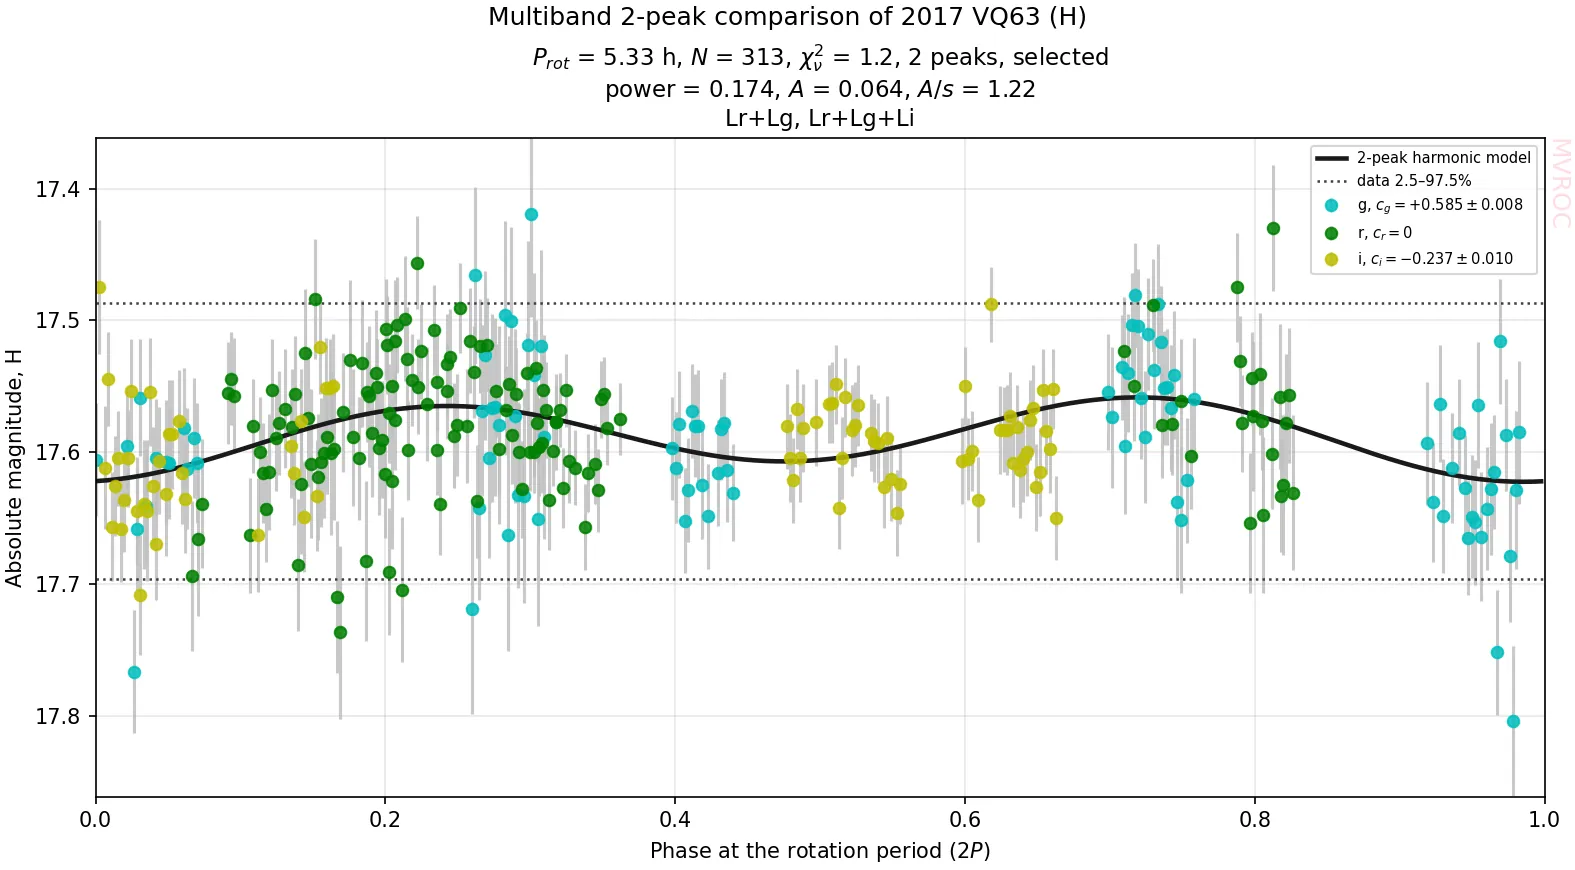 Multiband 2-peak comparison of 2017 VQ63 (H)
P_rot = 5.33 h, N = 313, χ²_ν = 1.2, 2 peaks, selected
power = 0.174, A = 0.064, A/s = 1.22
Lr+Lg, Lr+Lg+Li
MVROC
2-peak harmonic model
data 2.5–97.5%
g, c_g = +0.585 ± 0.008
r, c_r = 0
i, c_i = −0.237 ± 0.010
Absolute magnitude, H
17.4
17.5
17.6
17.7
17.8
0.0 0.2 0.4 0.6 0.8 1.0
Phase at the rotation period (2P)